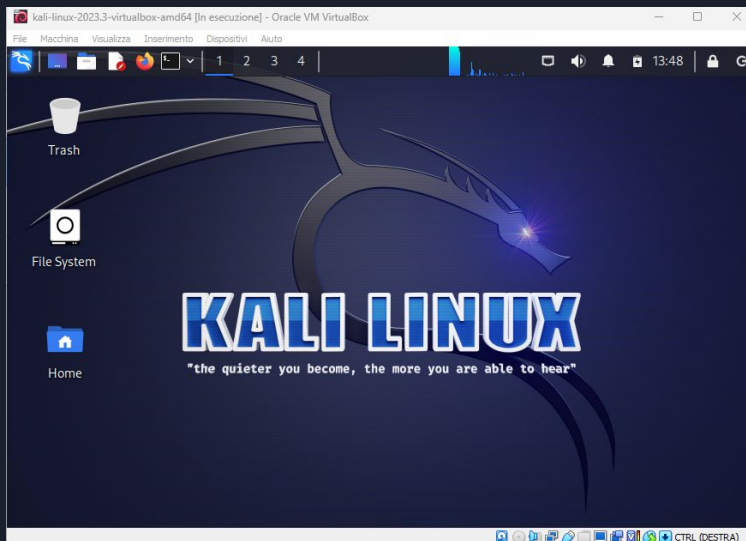 kali-linux-2023.3-virtualbox-amd64 [In esecuzione] - Oracle VM VirtualBox
File Macchina Visualizza Inserimento Dispositivi Aiuto
1 2 3 4 13:48
Trash
File System
Home
KALI LINUX
"the quieter you become, the more you are able to hear"
CTRL (DESTRA)